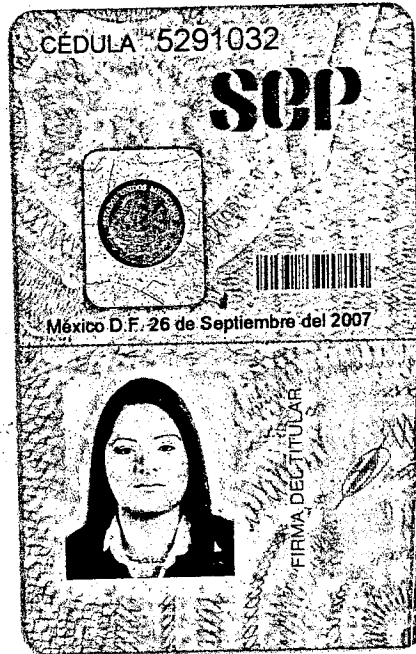 CÉDULA 5291032
SEP
México D.F. 26 de Septiembre del 2007
FIRMA DEL TITULAR